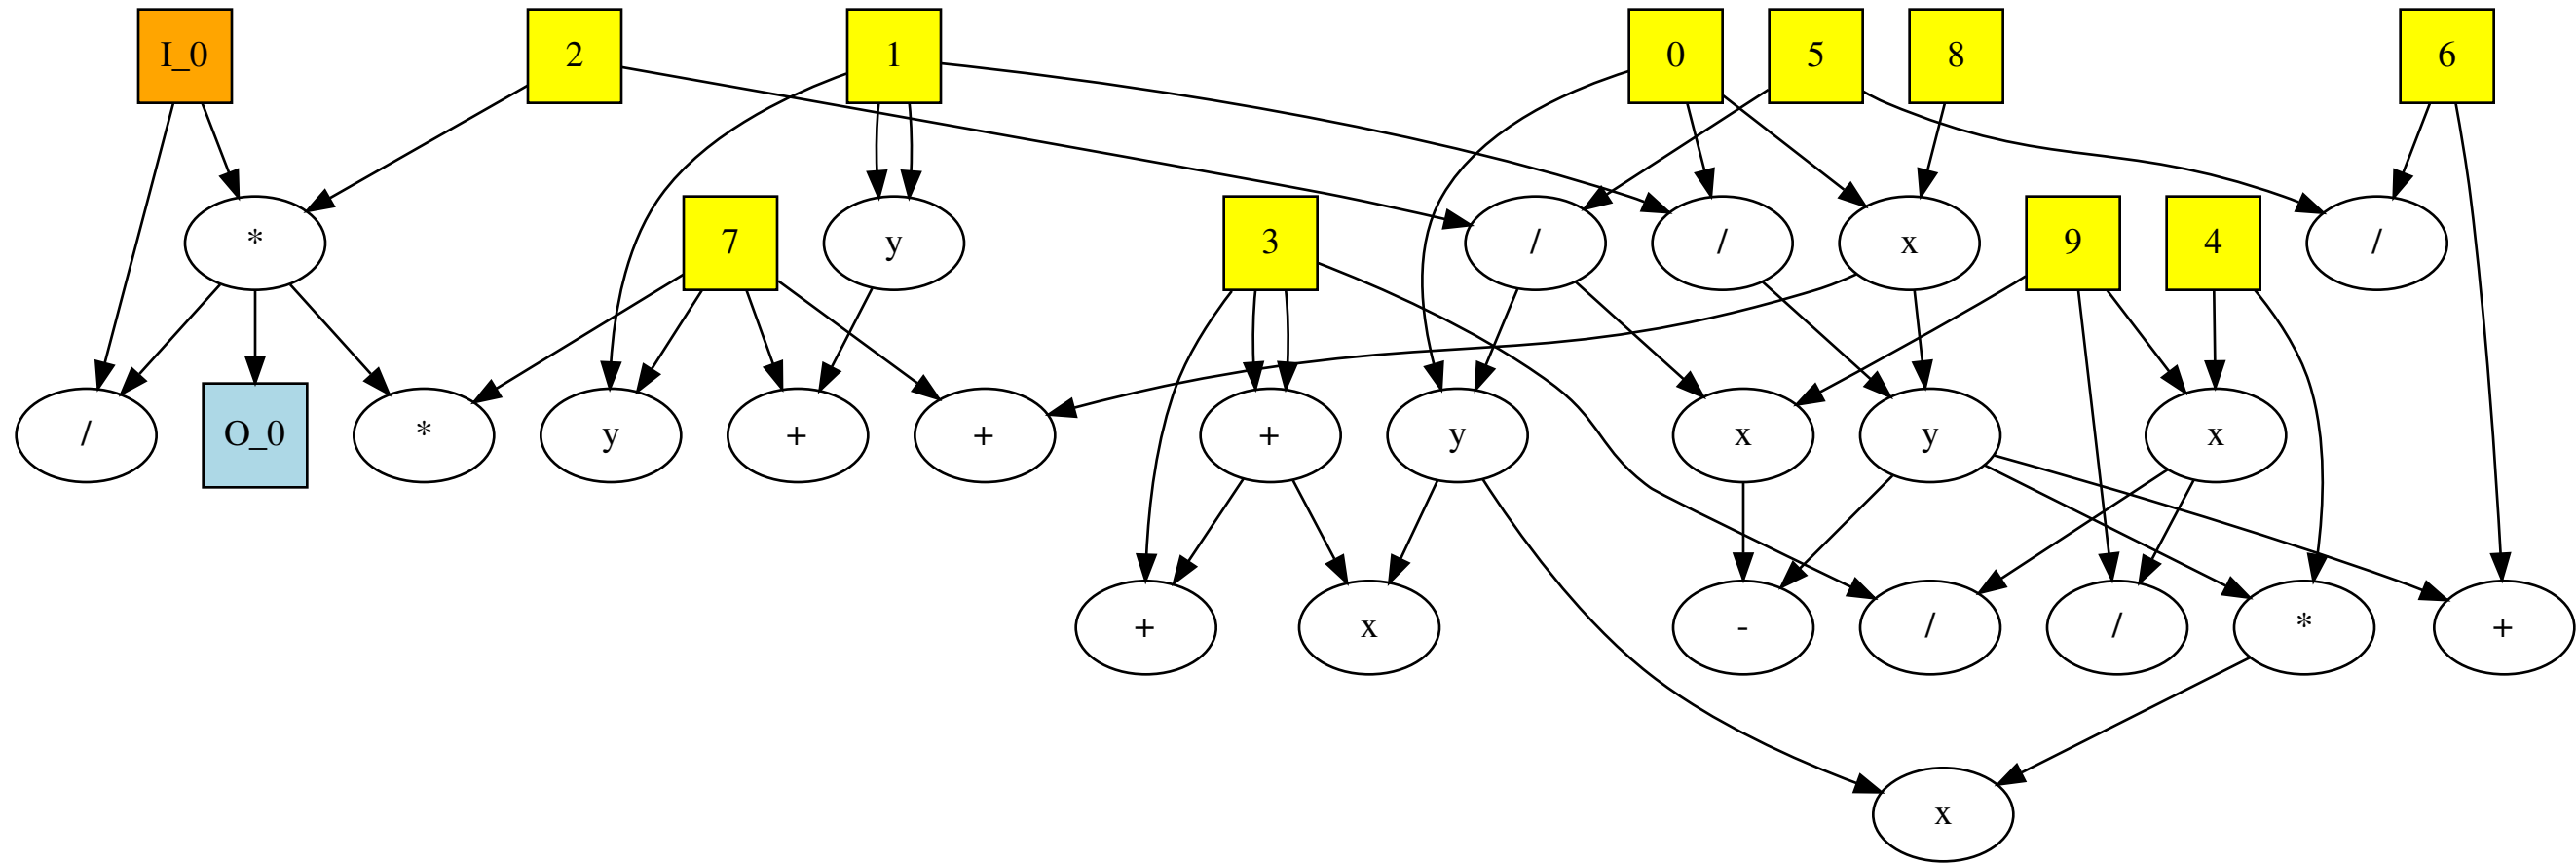 I_0 2 1 0 5 8 6
* 7 y 3 / / x 9 4 /
/ O_0 * y + + + y x y x
+ x - / / * +
x